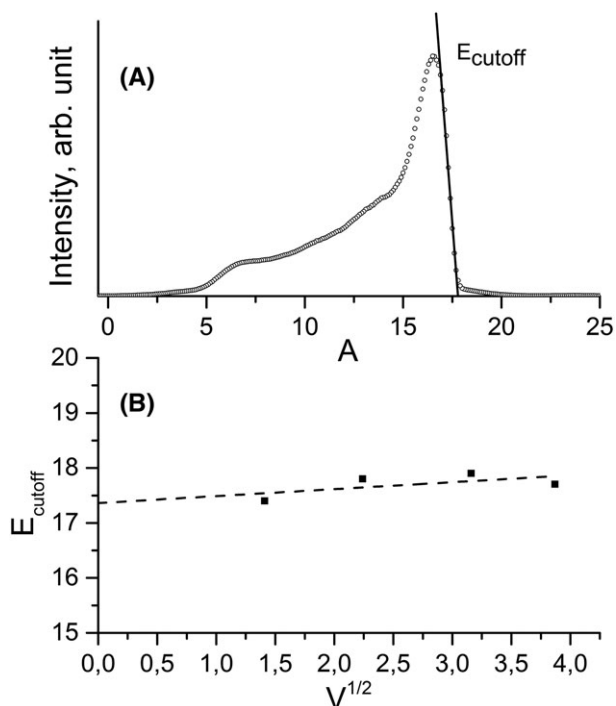 (A)
E_cutoff
Intensity, arb. unit
0 5 10 15 20 25
A
(B)
20
19
18
17
16
15
E_cutoff
0,0 0,5 1,0 1,5 2,0 2,5 3,0 3,5 4,0
V^1/2